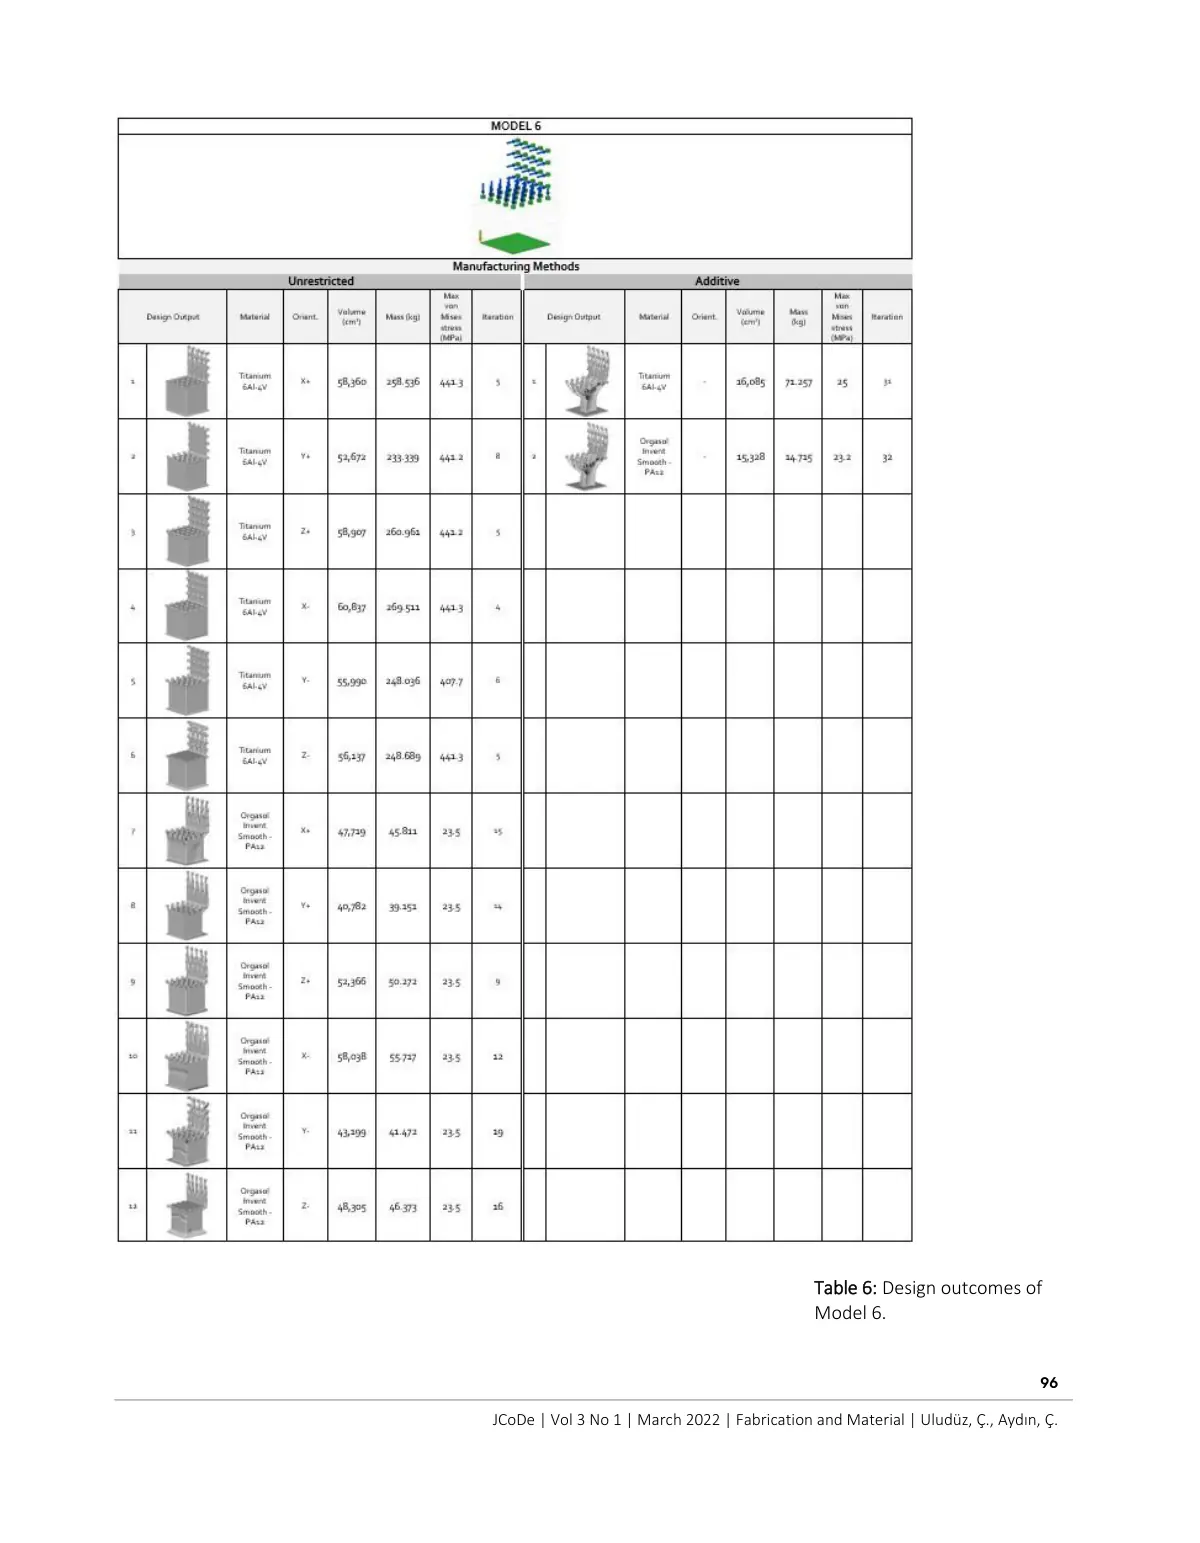 MODEL 6
Manufacturing Methods
Unrestricted Additive
Design Output Material Orient. Volume (cm³) Mass (kg) Max von Mises stress (MPa) Iteration Design Output Material Orient. Volume (cm³) Mass (kg) Max von Mises stress (MPa) Iteration
1 Titanium 6Al-4V X+ 58,360 258.536 441.3 5 1 Titanium 6Al-4V - 16,085 71.257 25 31
2 Titanium 6Al-4V Y+ 52,672 233.339 441.2 8 2 Orgasol Invent Smooth - PA12 - 15,328 14.715 23.2 32
3 Titanium 6Al-4V Z+ 58,907 260.961 441.2 5
4 Titanium 6Al-4V X- 60,837 269.511 441.3 4
5 Titanium 6Al-4V Y- 55,990 248.036 407.7 6
6 Titanium 6Al-4V Z- 56,137 248.689 441.3 5
7 Orgasol Invent Smooth - PA12 X+ 47,719 45.811 23.5 15
8 Orgasol Invent Smooth - PA12 Y+ 40,782 39.151 23.5 14
9 Orgasol Invent Smooth - PA12 Z+ 52,366 50.272 23.5 9
10 Orgasol Invent Smooth - PA12 X- 58,038 55.717 23.5 12
11 Orgasol Invent Smooth - PA12 Y- 43,199 41.472 23.5 19
12 Orgasol Invent Smooth - PA12 Z- 48,305 46.373 23.5 16
Table 6: Design outcomes of
Model 6.
96
JCoDe | Vol 3 No 1 | March 2022 | Fabrication and Material | Uludüz, Ç., Aydın, Ç.